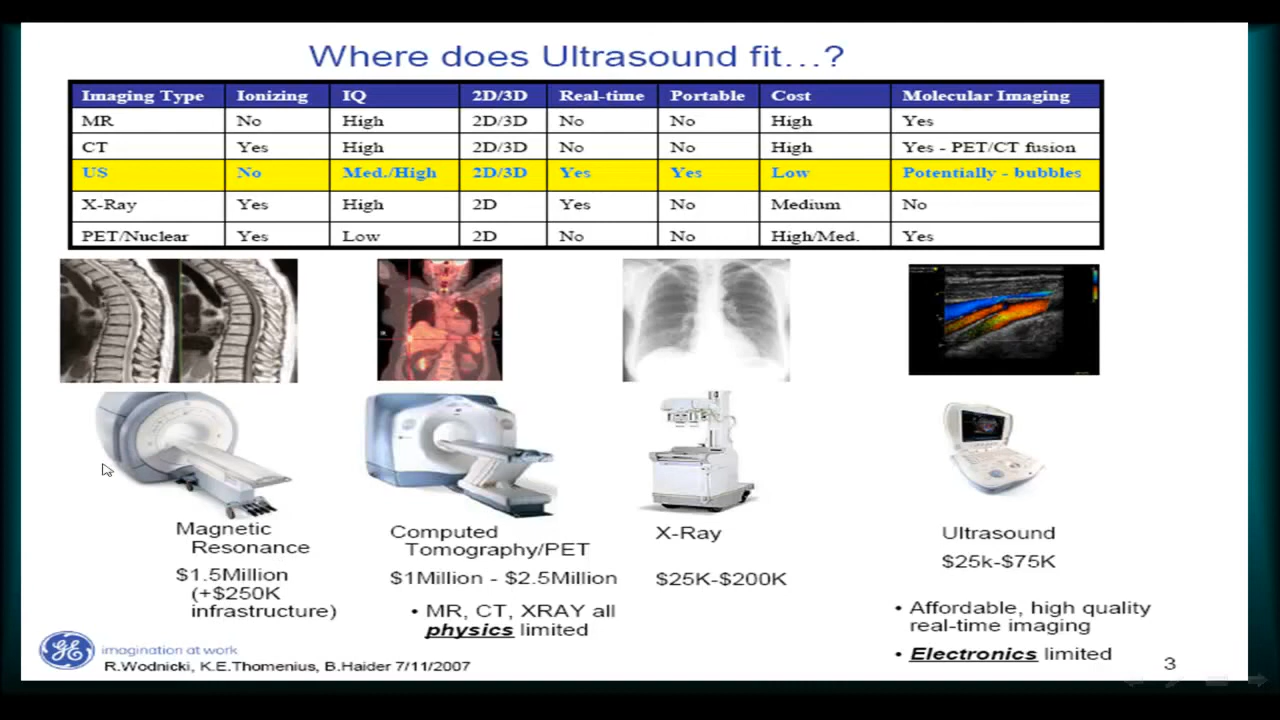 Where does Ultrasound fit…?
Imaging Type Ionizing IQ 2D/3D Real-time Portable Cost Molecular Imaging
MR No High 2D/3D No No High Yes
CT Yes High 2D/3D No No High Yes - PET/CT fusion
US No Med./High 2D/3D Yes Yes Low Potentially - bubbles
X-Ray Yes High 2D Yes No Medium No
PET/Nuclear Yes Low 2D No No High/Med. Yes
Magnetic
Resonance
$1.5Million
(+$250K
infrastructure)
Computed
Tomography/PET
$1Million - $2.5Million
• MR, CT, XRAY all
physics limited
X-Ray
$25K-$200K
Ultrasound
$25k-$75K
• Affordable, high quality
real-time imaging
• Electronics limited
GE imagination at work
R.Wodnicki, K.E.Thomenius, B.Haider 7/11/2007
3